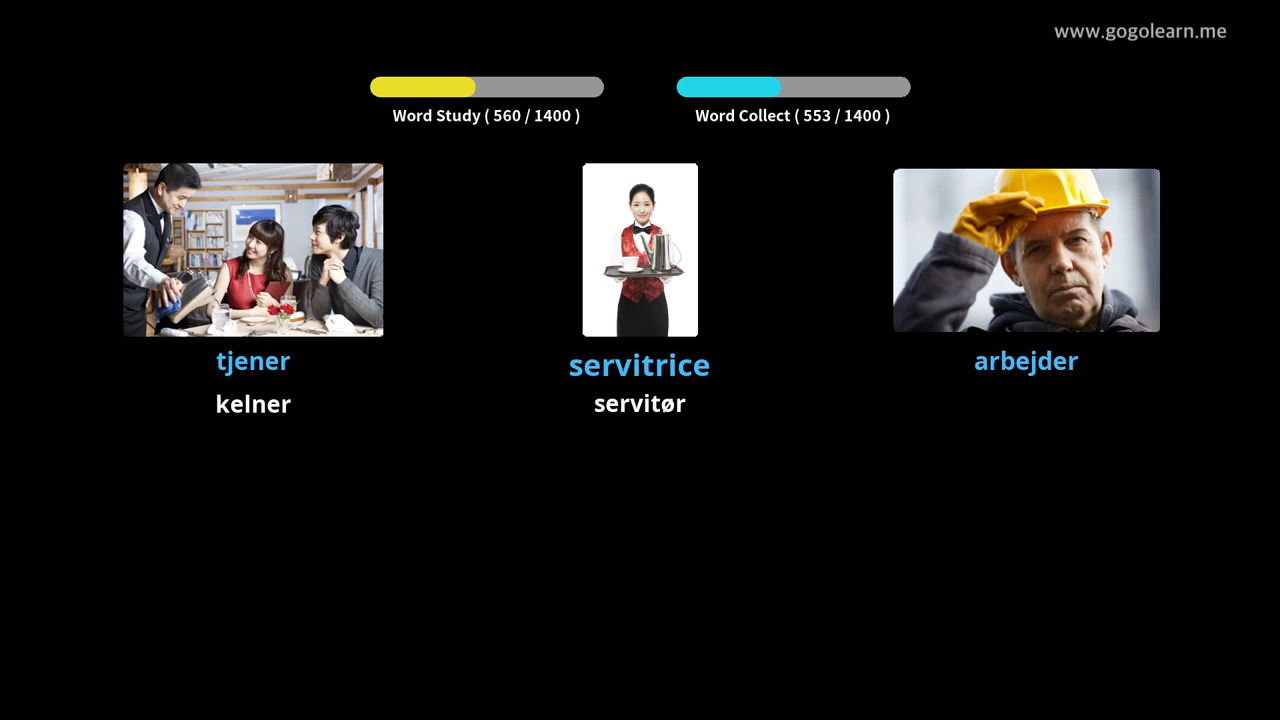 www.gogolearn.me
Word Study ( 560 / 1400 )
Word Collect ( 553 / 1400 )
tjener
servitrice
arbejder
kelner
servitør